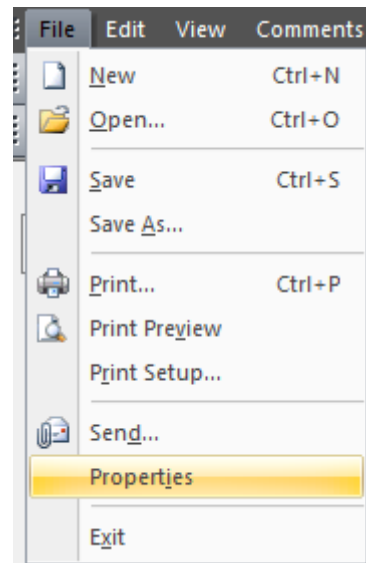 File Edit View Comments
New Ctrl+N
Open... Ctrl+O
Save Ctrl+S
Save As...
Print... Ctrl+P
Print Preview
Print Setup...
Send...
Properties
Exit